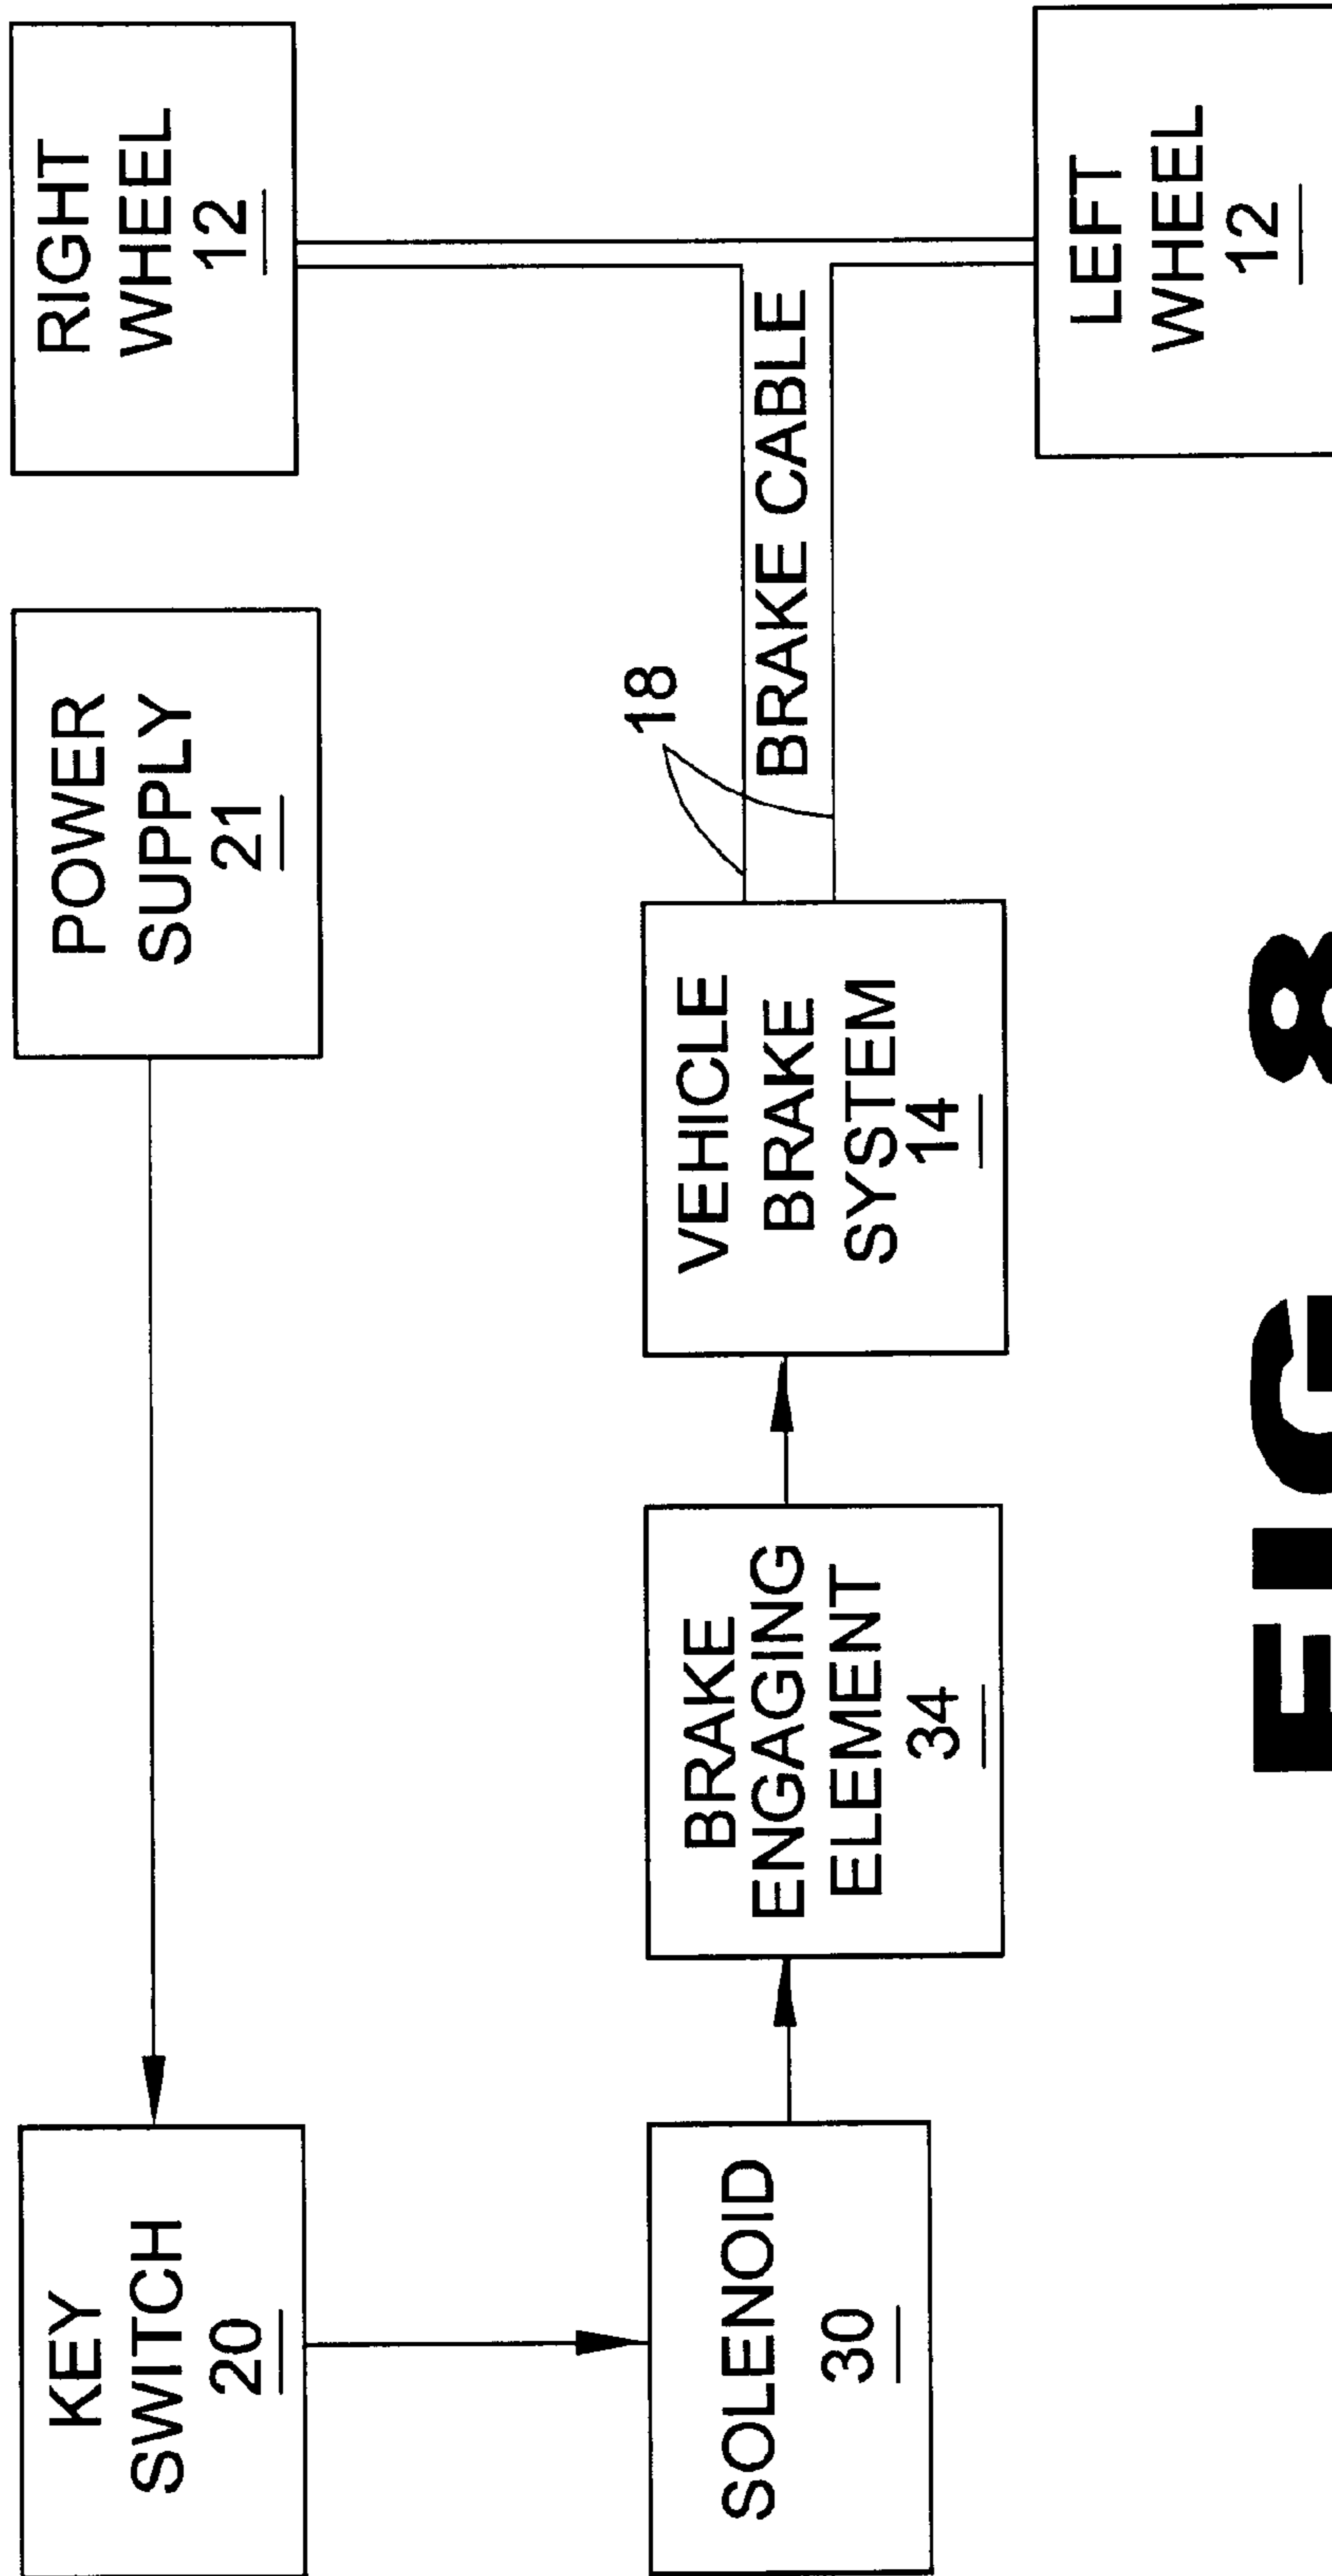 KEY
SWITCH
20
POWER
SUPPLY
21
RIGHT
WHEEL
12
SOLENOID
30
BRAKE
ENGAGING
ELEMENT
34
VEHICLE
BRAKE
SYSTEM
14
18
BRAKE CABLE
LEFT
WHEEL
12
FIG 8